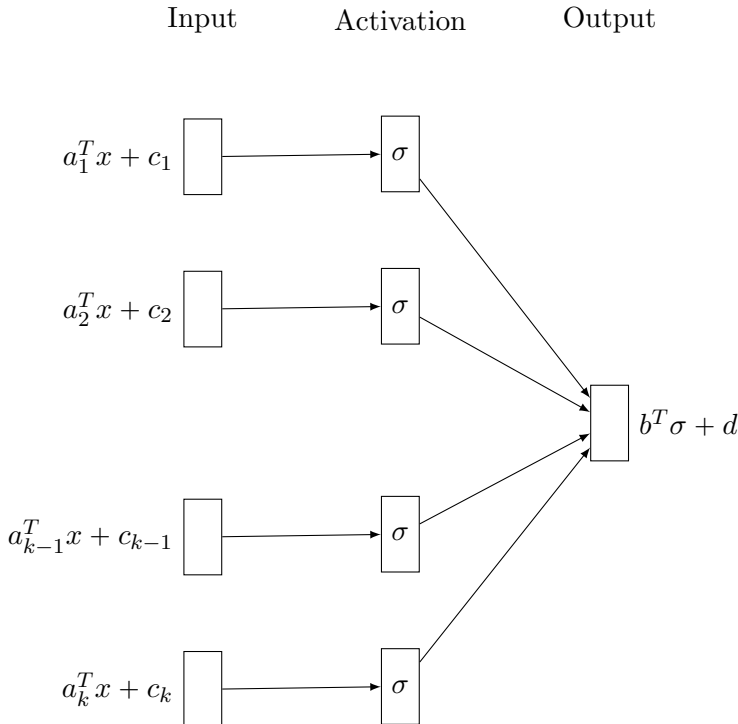 Input Activation Output
a_1^T x + c_1 σ
a_2^T x + c_2 σ
b^T σ + d
a_{k−1}^T x + c_{k−1} σ
a_k^T x + c_k σ